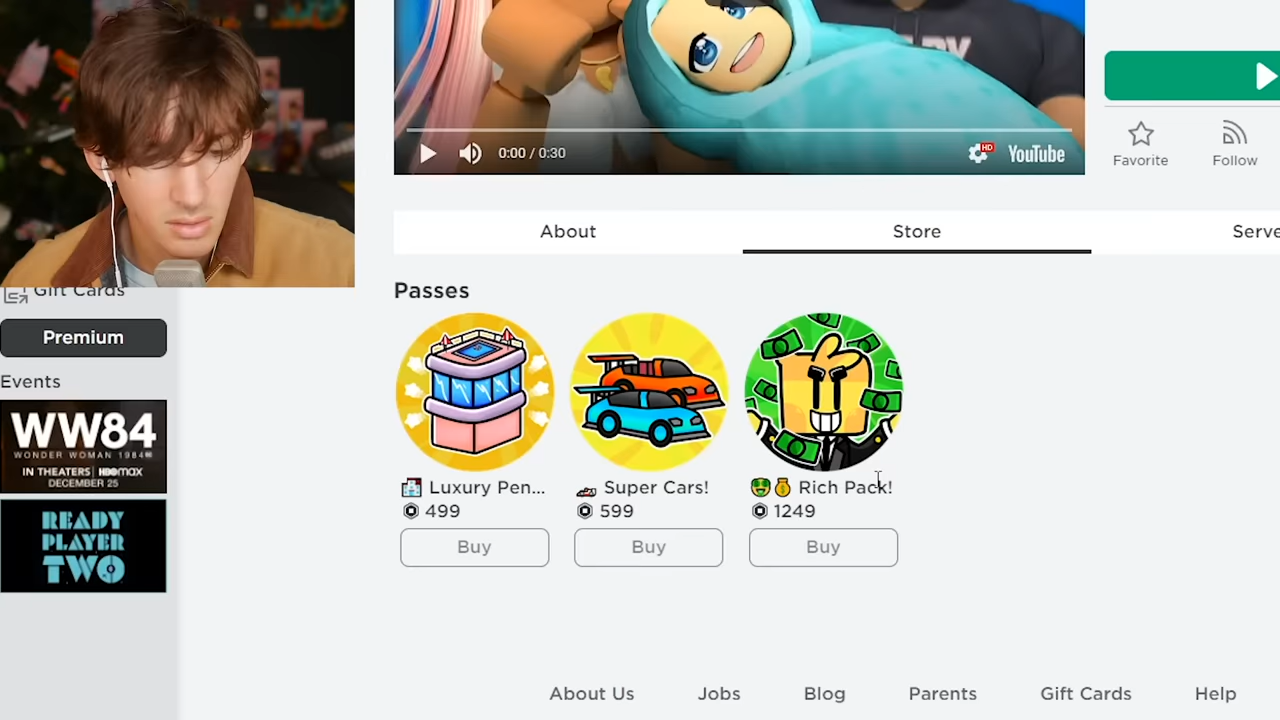 0:00 / 0:30
HD
YouTube
Favorite
Follow
About
Store
Serve
Gift Cards
Premium
Events
WW84
WONDER WOMAN 1984
IN THEATERS | HBOmax
DECEMBER 25
READY
PLAYER
TWO
Passes
Luxury Pen...
499
Buy
Super Cars!
599
Buy
Rich Pack!
1249
Buy
About Us
Jobs
Blog
Parents
Gift Cards
Help